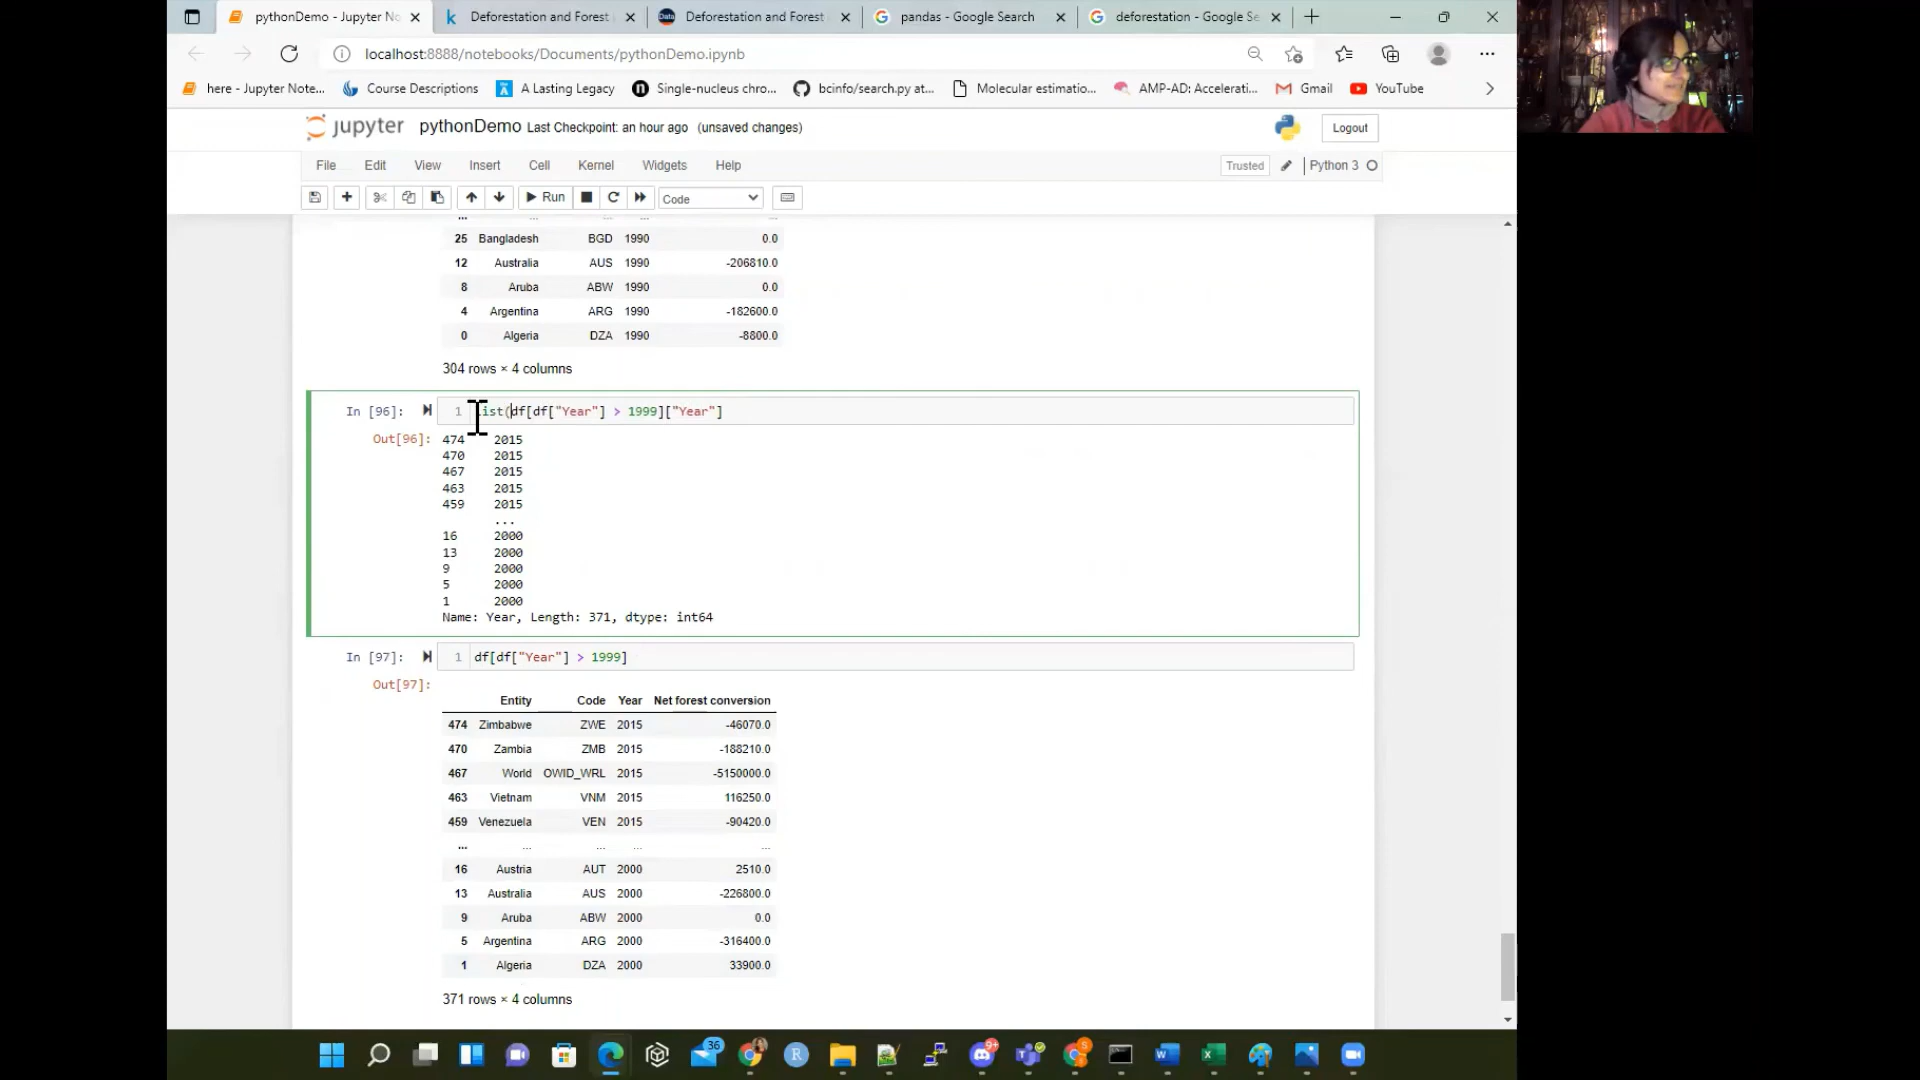 pythonDemo - Jupyter No
Deforestation and Forest
Deforestation and Forest
pandas - Google Search
deforestation - Google Se
localhost:8888/notebooks/Documents/pythonDemo.ipynb
here - Jupyter Note...
Course Descriptions
A Lasting Legacy
Single-nucleus chro...
bcinfo/search.py at...
Molecular estimatio...
AMP-AD: Accelerati...
Gmail
YouTube
jupyter pythonDemo Last Checkpoint: an hour ago (unsaved changes)
Logout
File Edit View Insert Cell Kernel Widgets Help
Trusted Python 3
Run Code
... ... ... ... ...
25 Bangladesh BGD 1990 0.0
12 Australia AUS 1990 -206810.0
8 Aruba ABW 1990 0.0
4 Argentina ARG 1990 -182600.0
0 Algeria DZA 1990 -8800.0
304 rows × 4 columns
In [96]: 1 list(df[df["Year"] > 1999]["Year"]
Out[96]:
474 2015
470 2015
467 2015
463 2015
459 2015
...
16 2000
13 2000
9 2000
5 2000
1 2000
Name: Year, Length: 371, dtype: int64
In [97]: 1 df[df["Year"] > 1999]
Out[97]:
Entity Code Year Net forest conversion
474 Zimbabwe ZWE 2015 -46070.0
470 Zambia ZMB 2015 -188210.0
467 World OWID_WRL 2015 -5150000.0
463 Vietnam VNM 2015 116250.0
459 Venezuela VEN 2015 -90420.0
... ... ... ... ...
16 Austria AUT 2000 2510.0
13 Australia AUS 2000 -226800.0
9 Aruba ABW 2000 0.0
5 Argentina ARG 2000 -316400.0
1 Algeria DZA 2000 33900.0
371 rows × 4 columns
36